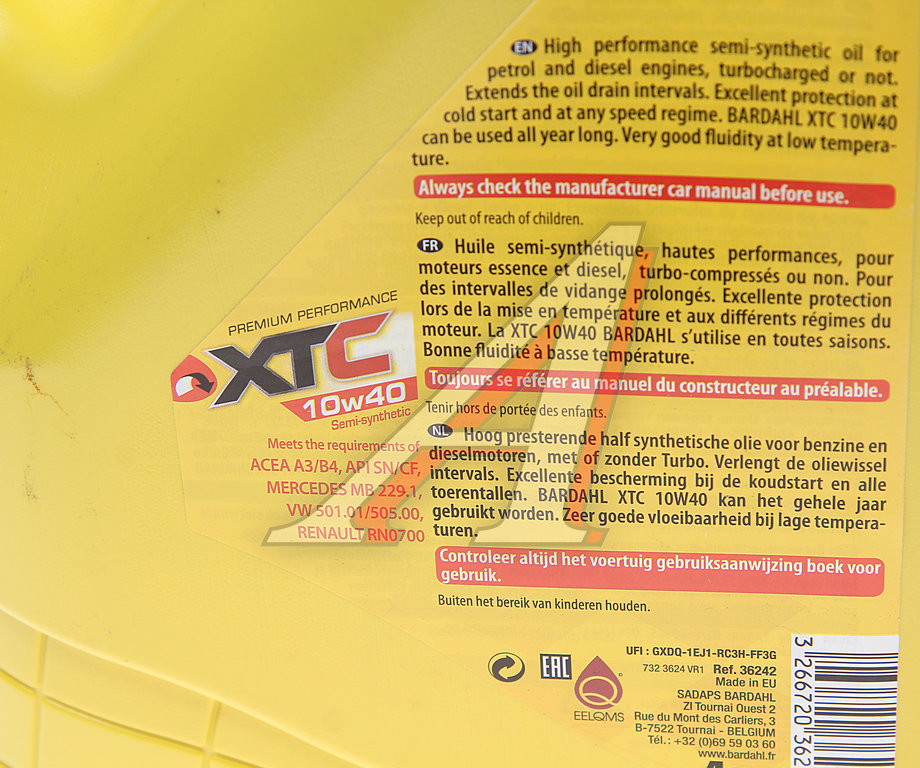 EN High performance semi-synthetic oil for
petrol and diesel engines, turbocharged or not.
Extends the oil drain intervals. Excellent protection at
cold start and at any speed regime. BARDAHL XTC 10W40
can be used all year long. Very good fluidity at low tempera-
ture.
Always check the manufacturer car manual before use.
Keep out of reach of children.
FR Huile semi-synthétique, hautes performances, pour
moteurs essence et diesel, turbo-compressés ou non. Pour
des intervalles de vidange prolongés. Excellente protection
lors de la mise en température et aux différents régimes du
moteur. La XTC 10W40 BARDAHL s'utilise en toutes saisons.
Bonne fluidité à basse température.
Toujours se référer au manuel du constructeur au préalable.
Tenir hors de portée des enfants.
NL Hoog presterende half synthetische olie voor benzine en
dieselmotoren, met of zonder Turbo. Verlengt de oliewissel
intervals. Excellente bescherming bij de koudstart en alle
toerentallen. BARDAHL XTC 10W40 kan het gehele jaar
gebruikt worden. Zeer goede vloeibaarheid bij lage tempera-
turen.
Controleer altijd het voertuig gebruiksaanwijzing boek voor
gebruik.
Buiten het bereik van kinderen houden.
PREMIUM PERFORMANCE
XTC
10w40
Semi-synthetic
Meets the requirements of
ACEA A3/B4, API SN/CF,
MERCEDES MB 229.1,
VW 501.01/505.00,
RENAULT RN0700
EAC
EELQMS
UFI : GXDQ-1EJ1-RC3H-FF3G
732 3624 VR1 Ref. 36242
Made in EU
SADAPS BARDAHL
ZI Tournai Ouest 2
Rue du Mont des Carliers, 3
B-7522 Tournai - BELGIUM
Tél.: +32 (0)69 59 03 60
www.bardahl.fr
3 266720 362